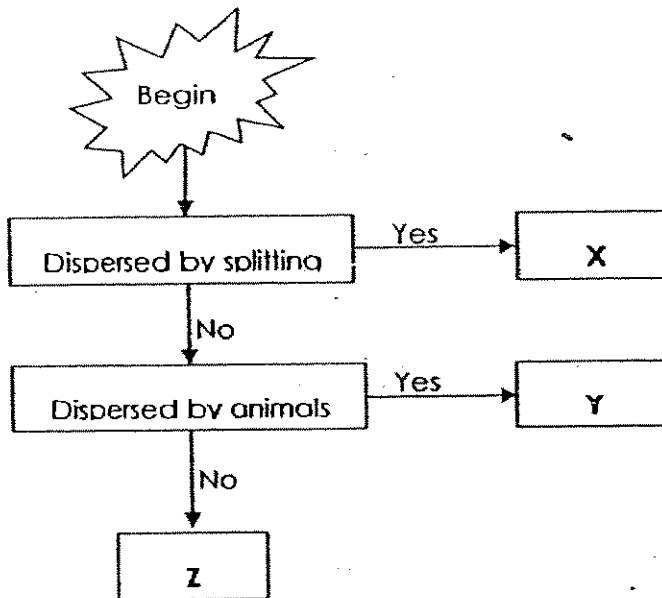 Begin
Dispersed by splitting
Yes
X
No
Dispersed by animals
Yes
Y
No
Z